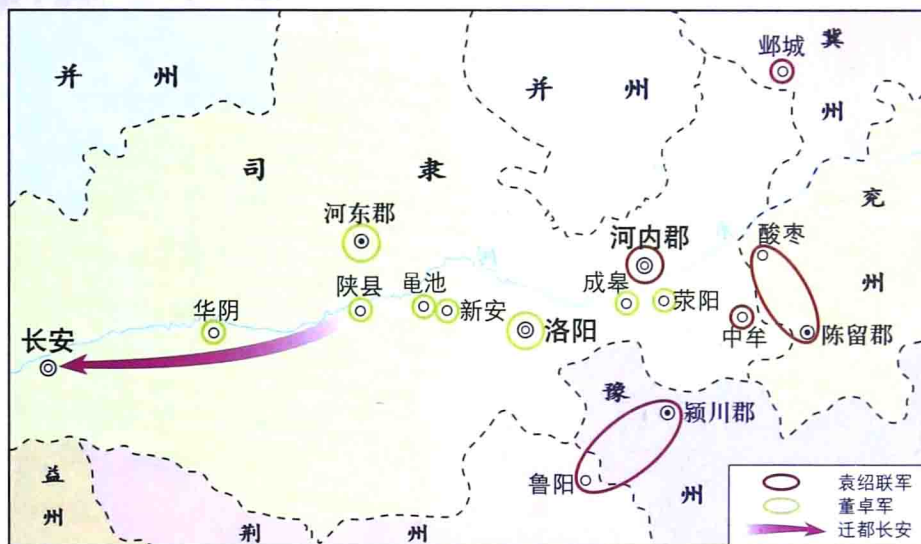 并 州
并 州
冀
州
邺城
司 隶
兖
州
河东郡
河内郡
酸枣
河
陕县
黾池
新安
成皋
荥阳
华阴
洛阳
中牟
陈留郡
长安
豫
州
颍川郡
鲁阳
益
州
荆 州
袁绍联军
董卓军
迁都长安